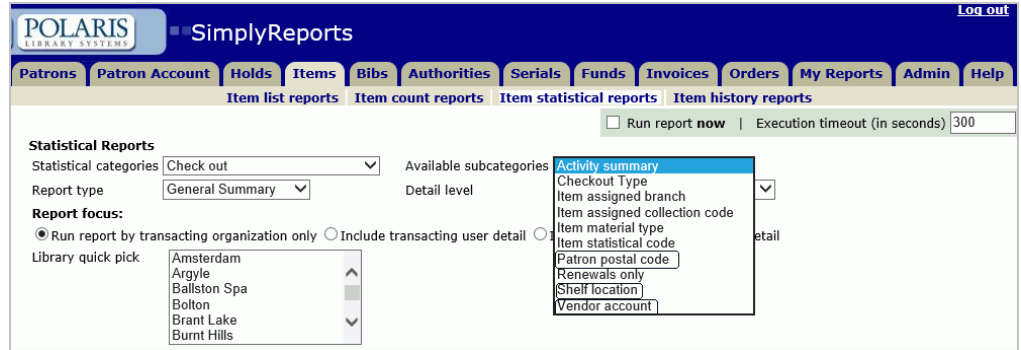 Log out
POLARIS
LIBRARY SYSTEMS
SimplyReports
Patrons Patron Account Holds Items Bibs Authorities Serials Funds Invoices Orders My Reports Admin Help
Item list reports Item count reports Item statistical reports Item history reports
Run report now | Execution timeout (in seconds) 300
Statistical Reports
Statistical categories Check out Available subcategories Activity summary
Checkout Type
Report type General Summary Detail level Item assigned branch
Item assigned collection code
Report focus: Item material type
Run report by transacting organization only Include transacting user detail Item statistical code etail
Library quick pick Amsterdam Patron postal code
Argyle Renewals only
Ballston Spa Shelf location
Bolton Vendor account
Brant Lake
Burnt Hills